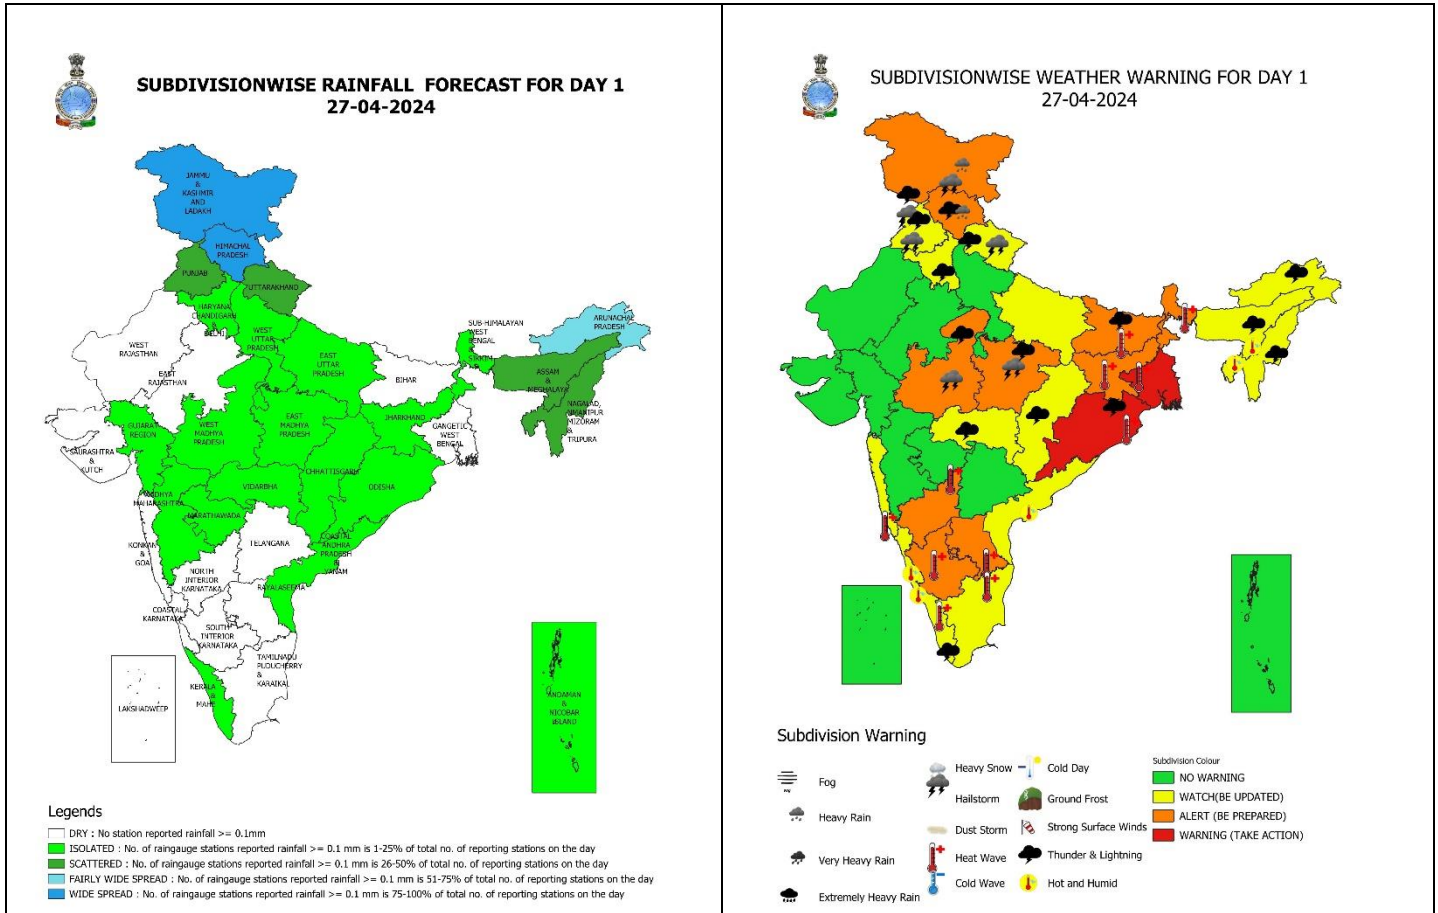 SUBDIVISIONWISE RAINFALL FORECAST FOR DAY 1
27-04-2024
JAMMU
&
KASHMIR
AND
LADAKH
HIMACHAL
PRADESH
PUNJAB
UTTARAKHAND
HARYANA
CHANDIGARH
&
DELHI
WEST
UTTAR
PRADESH
WEST
RAJASTHAN
EAST
RAJASTHAN
EAST
UTTAR
PRADESH
BIHAR
SUB-HIMALAYAN
WEST
BENGAL
&
SIKKIM
ARUNACHAL
PRADESH
ASSAM
&
MEGHALAYA
NAGALAD,
MANIPUR
MIZORAM
&
TRIPURA
JHARKHAND
GANGETIC
WEST
BENGAL
GUJARAT
REGION
SAURASHTRA
&
KUTCH
WEST
MADHYA
PRADESH
EAST
MADHYA
PRADESH
CHHATTISGARH
ODISHA
VIDARBHA
MADHYA
MAHARASHTRA
MARATHAWADA
KONKAN
&
GOA
TELANGANA
COASTAL
ANDHRA
PRADESH
&
YANAM
NORTH
INTERIOR
KARNATAKA
RAYALASEEMA
COASTAL
KARNATAKA
SOUTH
INTERIOR
KARNATAKA
TAMILNADU
PUDUCHERRY
&
KARAIKAL
KERALA
&
MAHE
LAKSHADWEEP
ANDAMAN
&
NICOBAR
ISLAND
Legends
DRY : No station reported rainfall >= 0.1mm
ISOLATED : No. of raingauge stations reported rainfall >= 0.1 mm is 1-25% of total no. of reporting stations on the day
SCATTERED : No. of raingauge stations reported rainfall >= 0.1 mm is 26-50% of total no. of reporting stations on the day
FAIRLY WIDE SPREAD : No. of raingauge stations reported rainfall >= 0.1 mm is 51-75% of total no. of reporting stations on the day
WIDE SPREAD : No. of raingauge stations reported rainfall >= 0.1 mm is 75-100% of total no. of reporting stations on the day
SUBDIVISIONWISE WEATHER WARNING FOR DAY 1
27-04-2024
Subdivision Warning
Fog
Heavy Rain
Very Heavy Rain
Extremely Heavy Rain
Heavy Snow
Hailstorm
Dust Storm
Heat Wave
Cold Wave
Cold Day
Ground Frost
Strong Surface Winds
Thunder & Lightning
Hot and Humid
Subdivision Colour
NO WARNING
WATCH(BE UPDATED)
ALERT (BE PREPARED)
WARNING (TAKE ACTION)